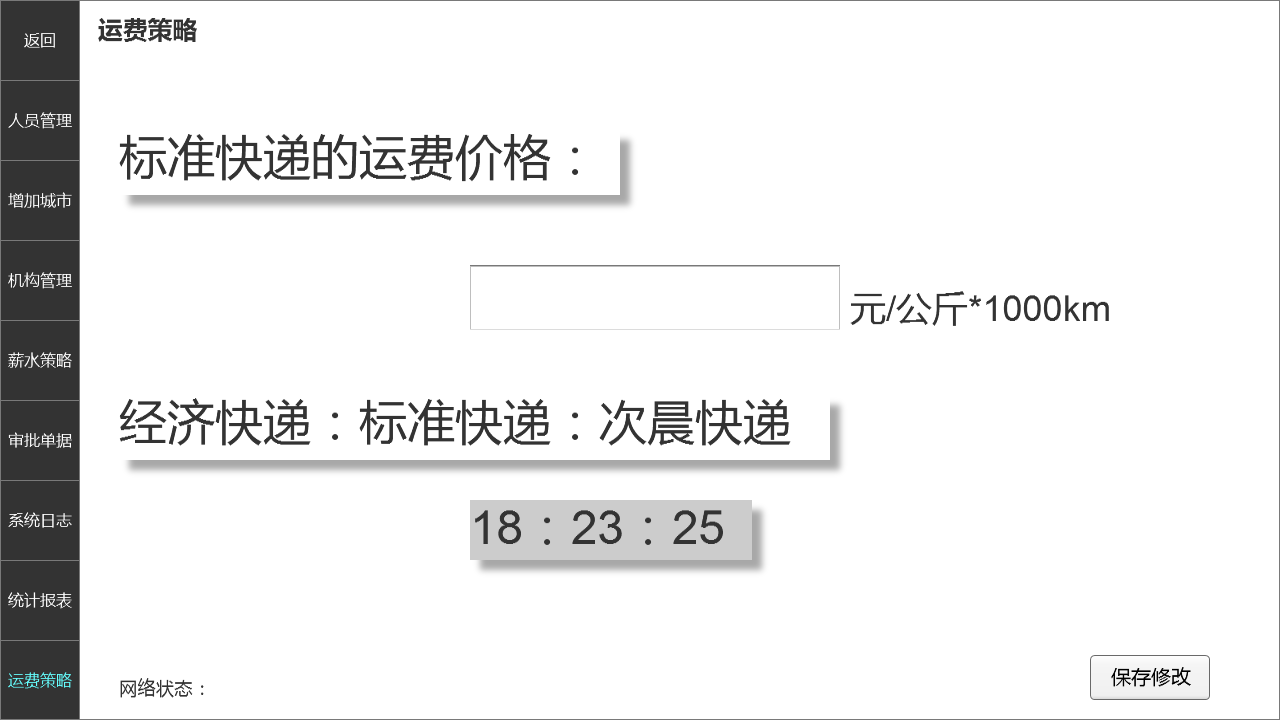 返回
人员管理
增加城市
机构管理
薪水策略
审批单据
系统日志
统计报表
运费策略
运费策略
标准快递的运费价格：
元/公斤*1000km
经济快递：标准快递：次晨快递
18：23：25
网络状态：
保存修改